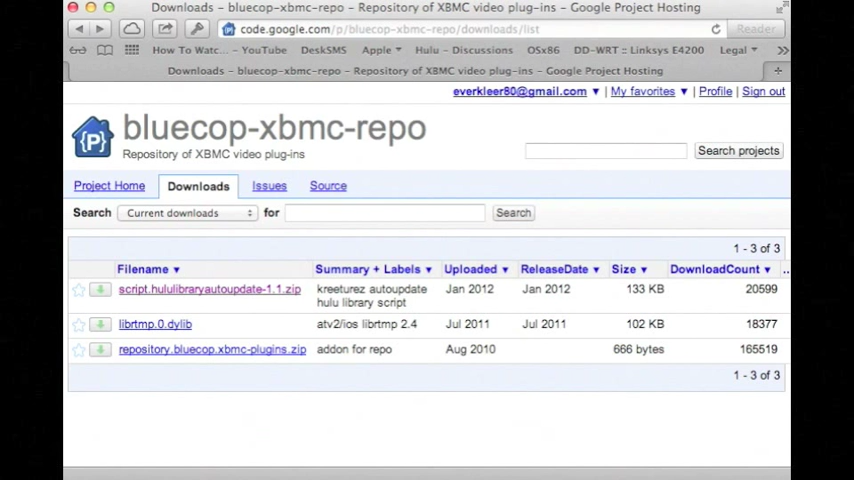 Downloads – bluecop-xbmc-repo – Repository of XBMC video plug-ins – Google Project Hosting
code.google.com/p/bluecop-xbmc-repo/downloads/list
Reader
How To Watc... – YouTube DeskSMS Apple Hulu – Discussions OSx86 DD-WRT :: Linksys E4200 Legal
Downloads – bluecop-xbmc-repo – Repository of XBMC video plug-ins – Google Project Hosting
everkleer80@gmail.com | My favorites | Profile | Sign out
{P}
bluecop-xbmc-repo
Repository of XBMC video plug-ins
Search projects
Project Home Downloads Issues Source
Search Current downloads for Search
1 - 3 of 3
Filename Summary + Labels Uploaded ReleaseDate Size DownloadCount ...
script.hululibraryautoupdate-1.1.zip kreeturez autoupdate Jan 2012 Jan 2012 133 KB 20599
hulu library script
librtmp.0.dylib atv2/ios librtmp 2.4 Jul 2011 Jul 2011 102 KB 18377
repository.bluecop.xbmc-plugins.zip addon for repo Aug 2010 666 bytes 165519
1 - 3 of 3